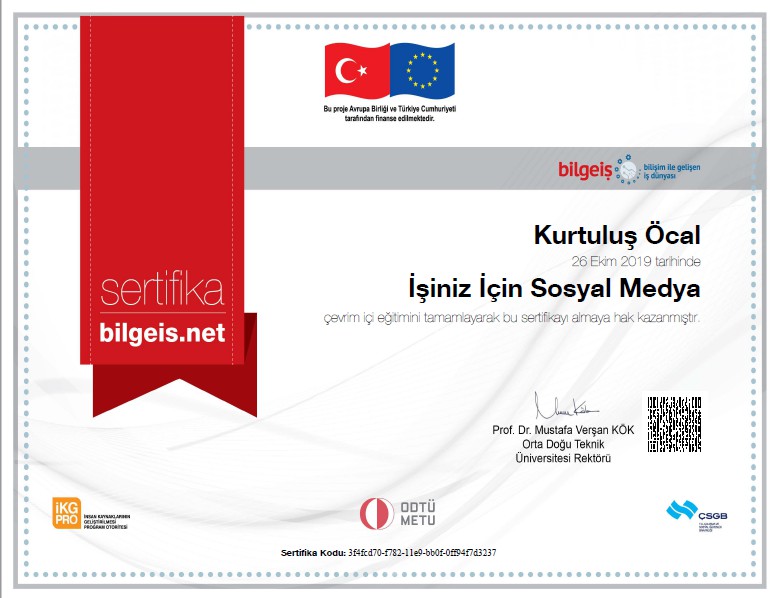 Bu proje Avrupa Birliği ve Türkiye Cumhuriyeti
tarafından finanse edilmektedir.
bilgeiş
bilişim ile gelişen
iş dünyası
Kurtuluş Öcal
26 Ekim 2019 tarihinde
İşiniz İçin Sosyal Medya
çevrim içi eğitimini tamamlayarak bu sertifikayı almaya hak kazanmıştır.
sertifika
bilgeis.net
Prof. Dr. Mustafa Verşan KÖK
Orta Doğu Teknik
Üniversitesi Rektörü
iKG
PRO
İNSAN KAYNAKLARININ
GELİŞTİRİLMESİ
PROGRAM OTORİTESİ
ODTÜ
METU
ÇSGB
Sertifika Kodu: 3f4fcd70-f782-11e9-bb0f-0ff94f7d3237